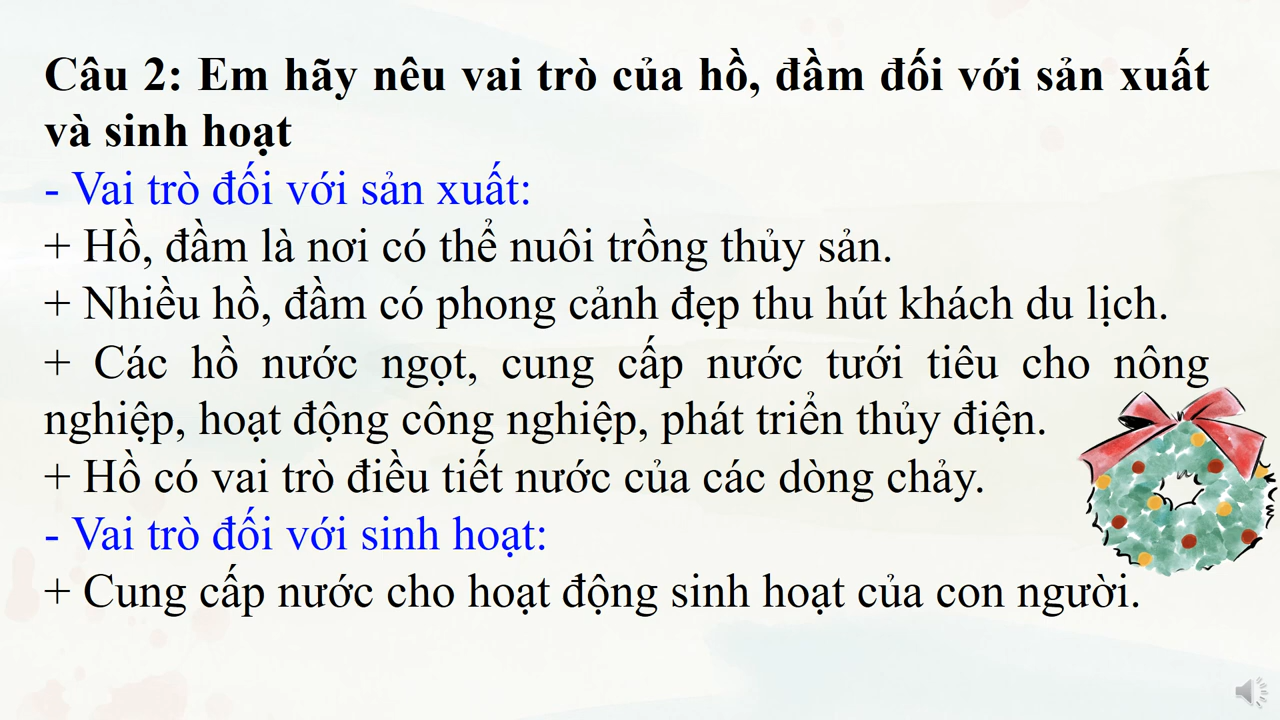 Câu 2: Em hãy nêu vai trò của hồ, đầm đối với sản xuất
và sinh hoạt
- Vai trò đối với sản xuất:
+ Hồ, đầm là nơi có thể nuôi trồng thủy sản.
+ Nhiều hồ, đầm có phong cảnh đẹp thu hút khách du lịch.
+ Các hồ nước ngọt, cung cấp nước tưới tiêu cho nông
nghiệp, hoạt động công nghiệp, phát triển thủy điện.
+ Hồ có vai trò điều tiết nước của các dòng chảy.
- Vai trò đối với sinh hoạt:
+ Cung cấp nước cho hoạt động sinh hoạt của con người.